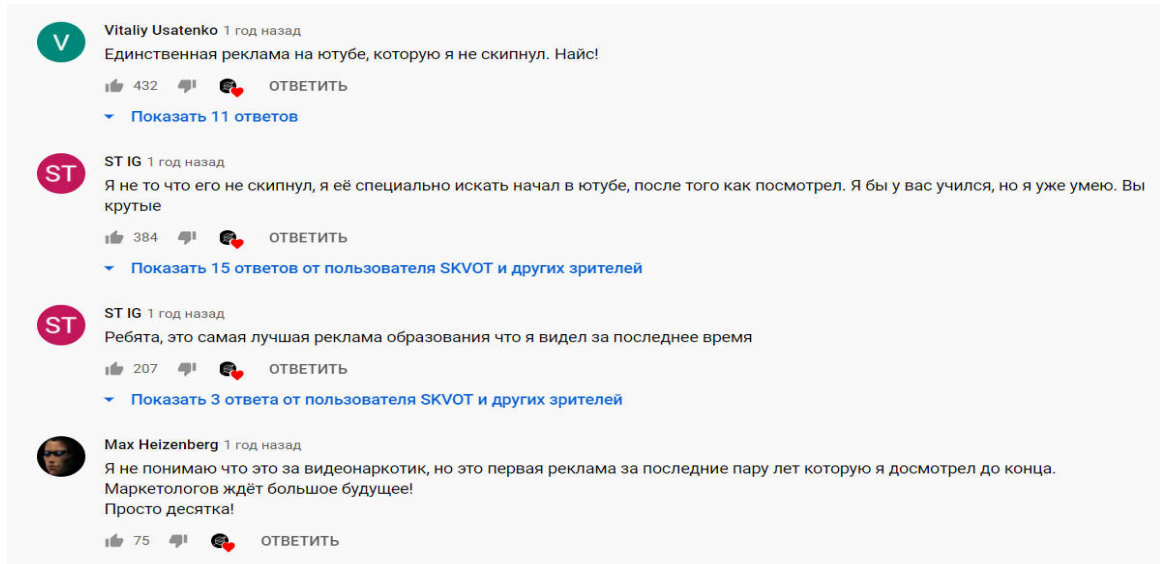 V
Vitaliy Usatenko 1 год назад
Единственная реклама на ютубе, которую я не скипнул. Найс!
432 ОТВЕТИТЬ
Показать 11 ответов
ST
ST IG 1 год назад
Я не то что его не скипнул, я её специально искать начал в ютубе, после того как посмотрел. Я бы у вас учился, но я уже умею. Вы
крутые
384 ОТВЕТИТЬ
Показать 15 ответов от пользователя SKVOT и других зрителей
ST
ST IG 1 год назад
Ребята, это самая лучшая реклама образования что я видел за последнее время
207 ОТВЕТИТЬ
Показать 3 ответа от пользователя SKVOT и других зрителей
Max Heizenberg 1 год назад
Я не понимаю что это за видеонаркотик, но это первая реклама за последние пару лет которую я досмотрел до конца.
Маркетологов ждёт большое будущее!
Просто десятка!
75 ОТВЕТИТЬ